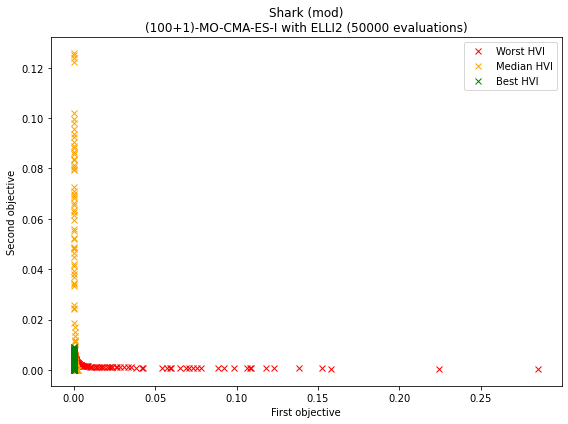 Shark (mod)
(100+1)-MO-CMA-ES-I with ELLI2 (50000 evaluations)
Worst HVI
Median HVI
Best HVI
Second objective
0.12
0.10
0.08
0.06
0.04
0.02
0.00
0.00 0.05 0.10 0.15 0.20 0.25
First objective